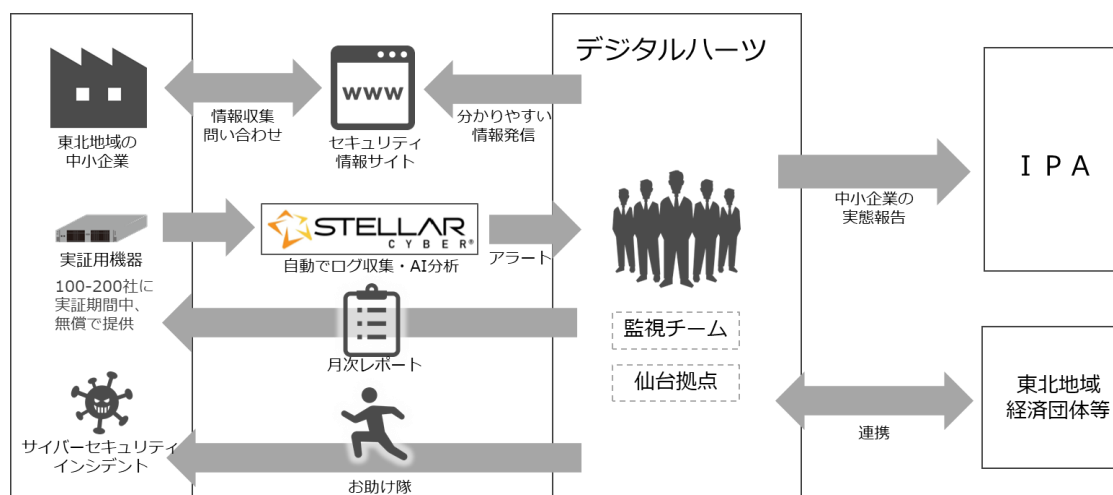 東北地域の
中小企業
情報収集
問い合わせ
WWW
セキュリティ
情報サイト
分かりやすい
情報発信
デジタルハーツ
中小企業の
実態報告
ＩＰＡ
実証用機器
100-200社に
実証期間中、
無償で提供
STELLAR
CYBER®
自動でログ収集・AI分析
アラート
月次レポート
監視チーム
仙台拠点
サイバーセキュリティ
インシデント
お助け隊
連携
東北地域
経済団体等